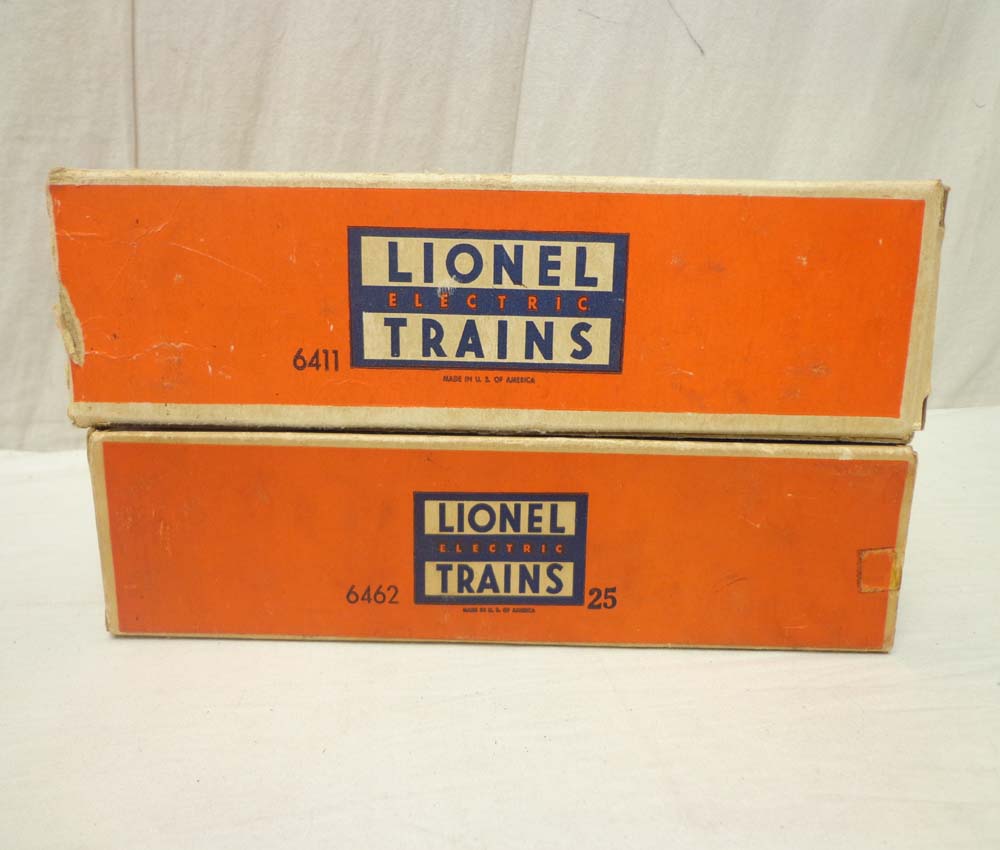 LIONEL
ELECTRIC
TRAINS
6411
MADE IN U. S. OF AMERICA
LIONEL
ELECTRIC
TRAINS
6462 25
MADE IN U. S. OF AMERICA